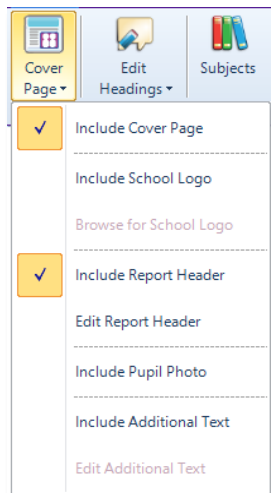 Cover
Page
Edit
Headings
Subjects
Include Cover Page
Include School Logo
Browse for School Logo
Include Report Header
Edit Report Header
Include Pupil Photo
Include Additional Text
Edit Additional Text